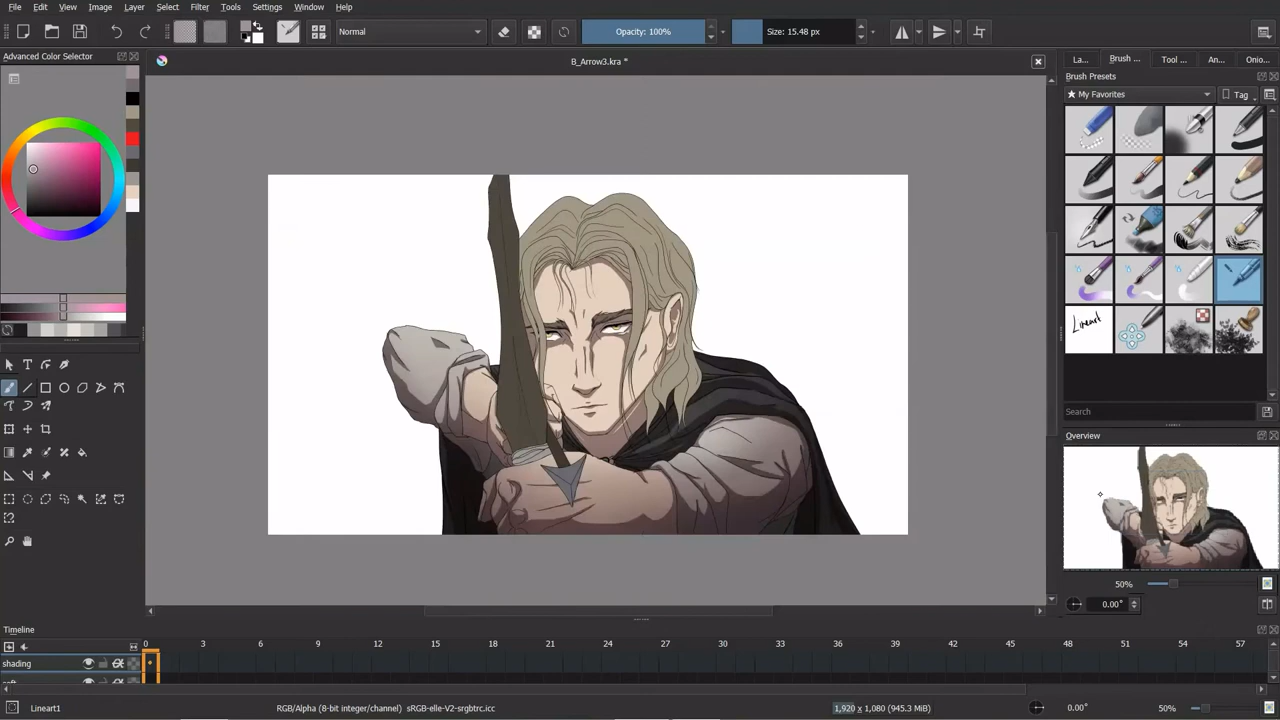 File Edit View Image Layer Select Filter Tools Settings Window Help
Normal
Opacity: 100%
Size: 15.48 px
Advanced Color Selector
B_Arrow3.kra *
La... Brush ... Tool ... An... Onio...
Brush Presets
My Favorites
Tag
Lineart
Search
Overview
50%
0.00°
Timeline
0 3 6 9 12 15 18 21 24 27 30 33 36 39 42 45 48 51 54 57
shading
Lineart1
RGB/Alpha (8-bit integer/channel) sRGB-elle-V2-srgbtrc.icc
1,920 x 1,080 (945.3 MiB)
0.00°
50%